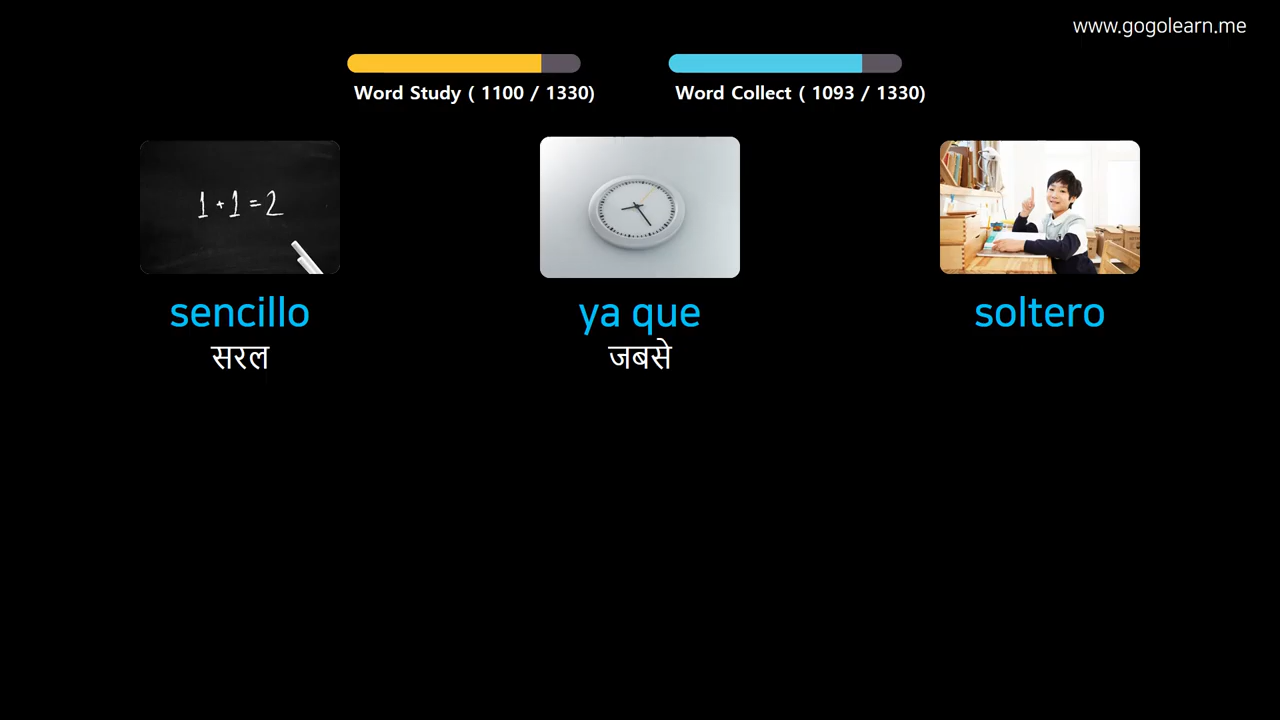 www.gogolearn.me
Word Study ( 1100 / 1330)
Word Collect ( 1093 / 1330)
1 + 1 = 2
sencillo
सरल
ya que
जबसे
soltero